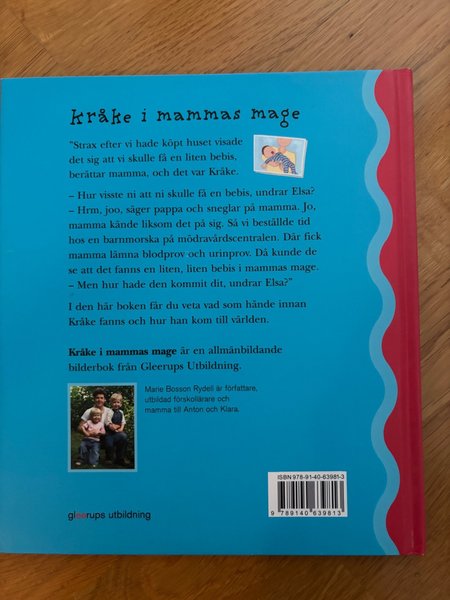 kråke i mammas mage
"Strax efter vi hade köpt huset visade
det sig att vi skulle få en liten bebis,
berättar mamma, och det var Kråke.
– Hur visste ni att ni skulle få en bebis, undrar Elsa?
– Hrm, joo, säger pappa och sneglar på mamma. Jo,
mamma kände liksom det på sig. Så vi beställde tid
hos en barnmorska på mödravårdscentralen. Där fick
mamma lämna blodprov och urinprov. Då kunde de
se att det fanns en liten, liten bebis i mammas mage.
– Men hur hade den kommit dit, undrar Elsa?"
I den här boken får du veta vad som hände innan
Kråke fanns och hur han kom till världen.
Kråke i mammas mage är en allmänbildande
bilderbok från Gleerups Utbildning.
Marie Bosson Rydell är författare,
utbildad förskollärare och
mamma till Anton och Klara.
ISBN 978-91-40-63981-3
9 789140 639813
gleerups utbildning